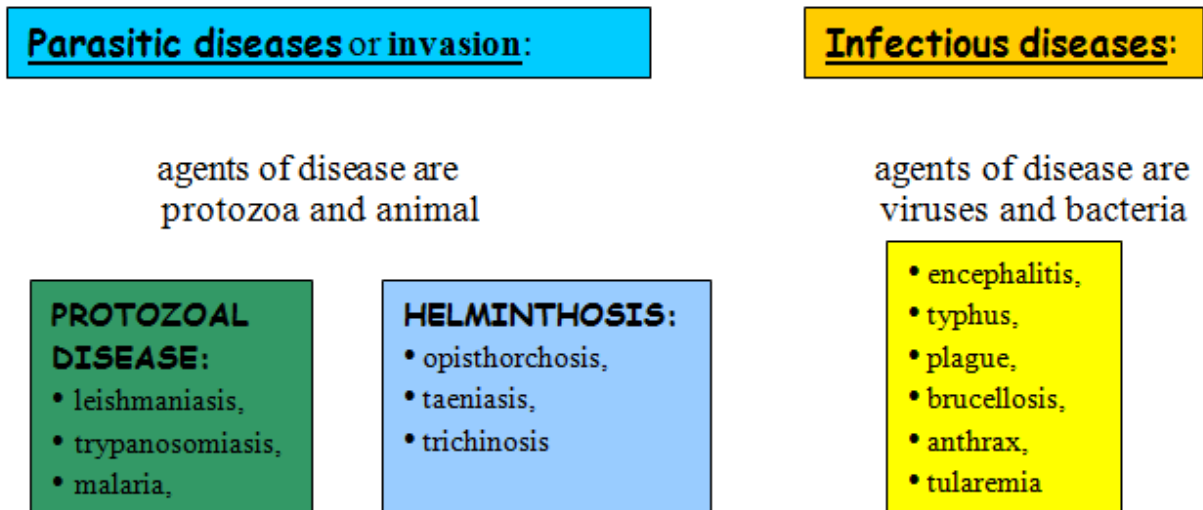 Parasitic diseases or invasion:
agents of disease are
protozoa and animal
PROTOZOAL
DISEASE:
• leishmaniasis,
• trypanosomiasis,
• malaria,
HELMINTHOSIS:
• opisthorchosis,
• taeniasis,
• trichinosis
Infectious diseases:
agents of disease are
viruses and bacteria
• encephalitis,
• typhus,
• plague,
• brucellosis,
• anthrax,
• tularemia